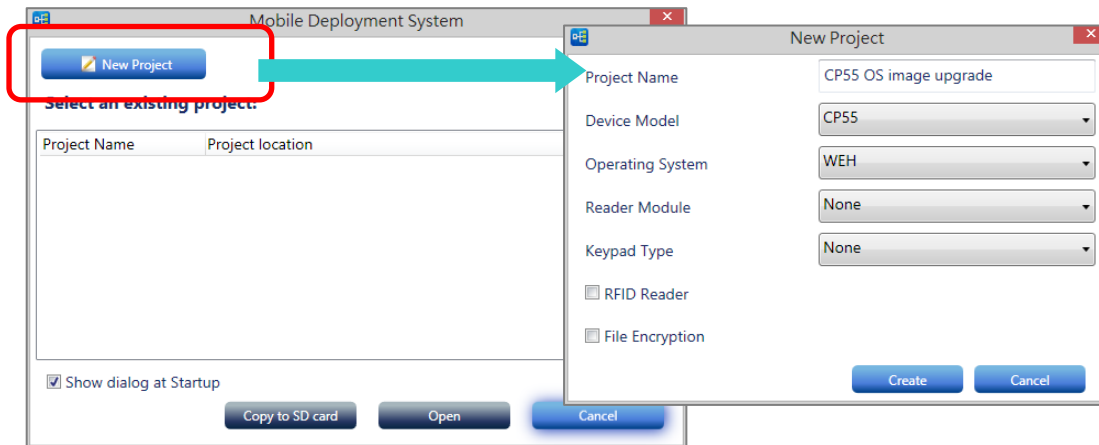 Mobile Deployment System
New Project
Select an existing project:
Project Name Project location
Show dialog at Startup
Copy to SD card Open Cancel
New Project
Project Name CP55 OS image upgrade
Device Model CP55
Operating System WEH
Reader Module None
Keypad Type None
RFID Reader
File Encryption
Create Cancel